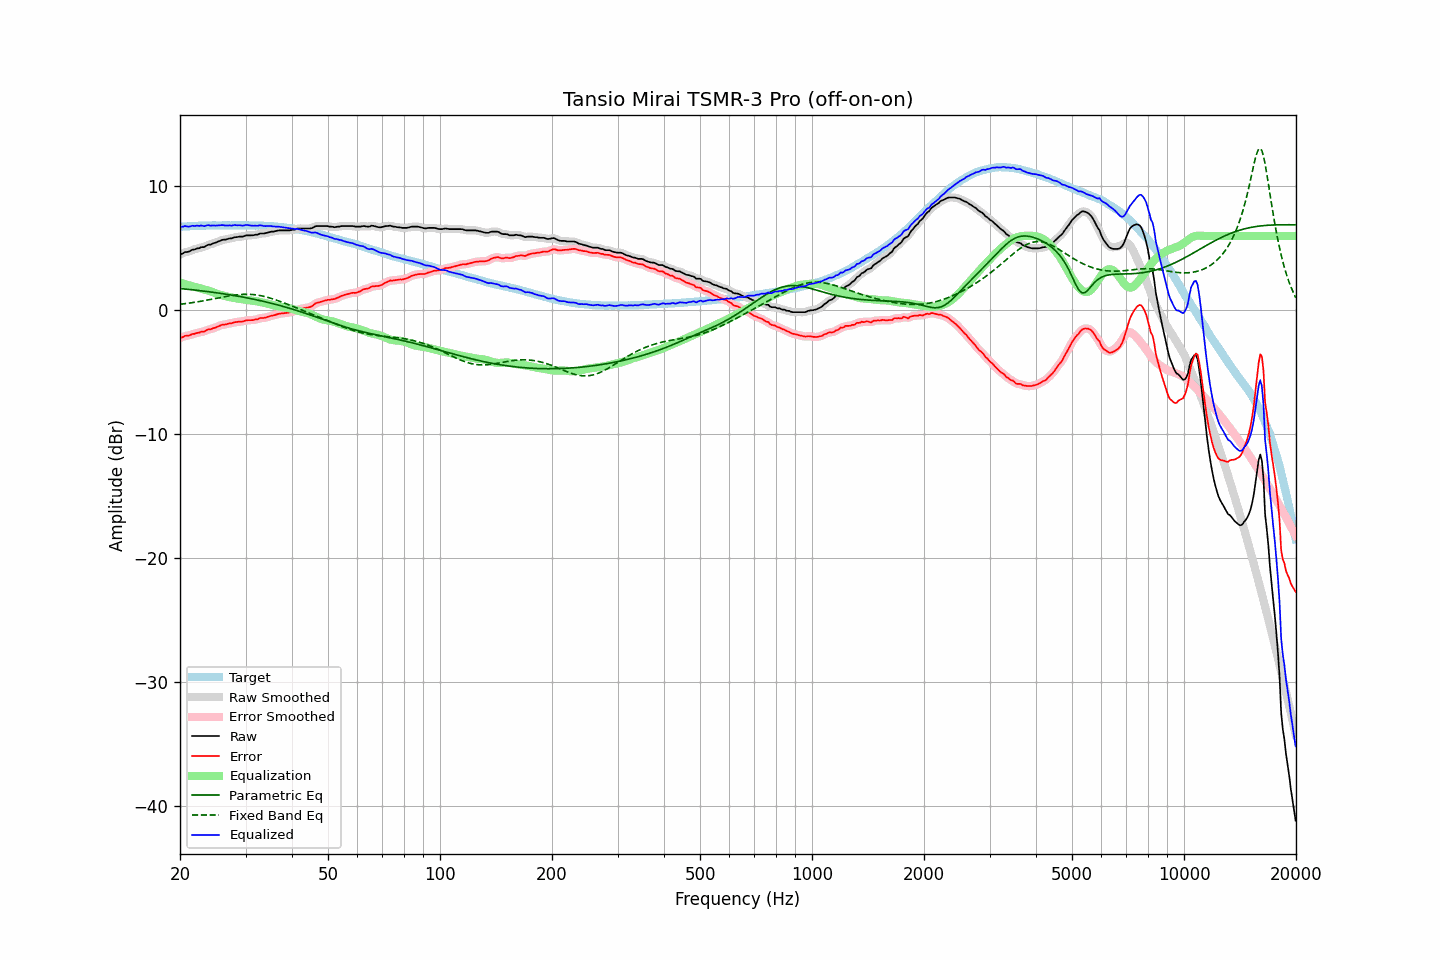 Tansio Mirai TSMR-3 Pro (off-on-on)
Amplitude (dBr)
10
0
−10
−20
−30
−40
Target
Raw Smoothed
Error Smoothed
Raw
Error
Equalization
Parametric Eq
Fixed Band Eq
Equalized
20 50 100 200 500 1000 2000 5000 10000 20000
Frequency (Hz)